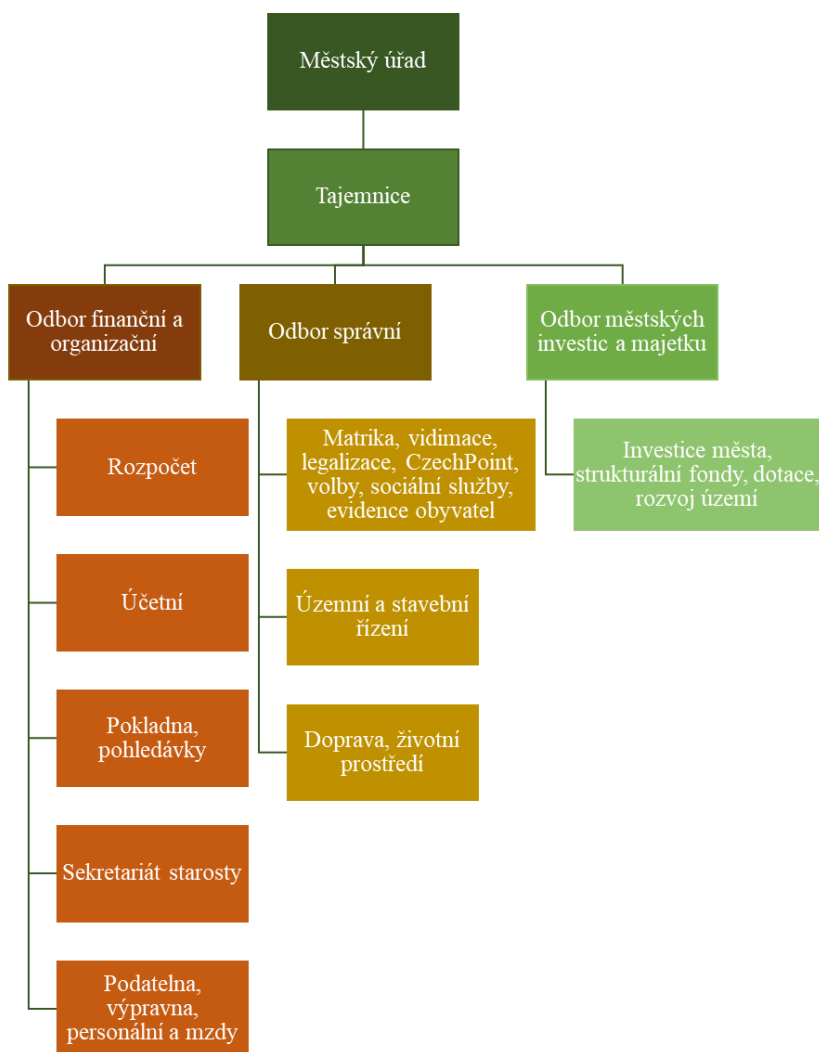 Městský úřad
Tajemnice
Odbor finanční a
organizační
Odbor správní
Odbor městských
investic a majetku
Rozpočet
Účetní
Pokladna,
pohledávky
Sekretariát starosty
Podatelna,
výpravna,
personální a mzdy
Matrika, vidimace,
legalizace, CzechPoint,
volby, sociální služby,
evidence obyvatel
Územní a stavební
řízení
Doprava, životní
prostředí
Investice města,
strukturální fondy, dotace,
rozvoj území